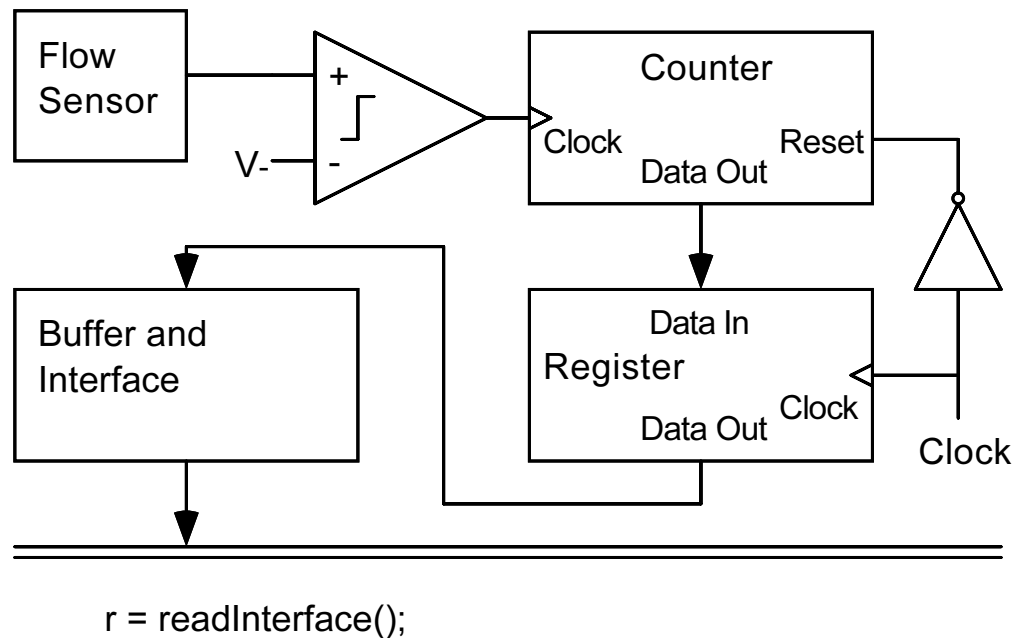 Flow
Sensor
+
V-
-
Counter
Clock
Reset
Data Out
Buffer and
Interface
Data In
Register
Clock
Data Out
Clock
r = readInterface();